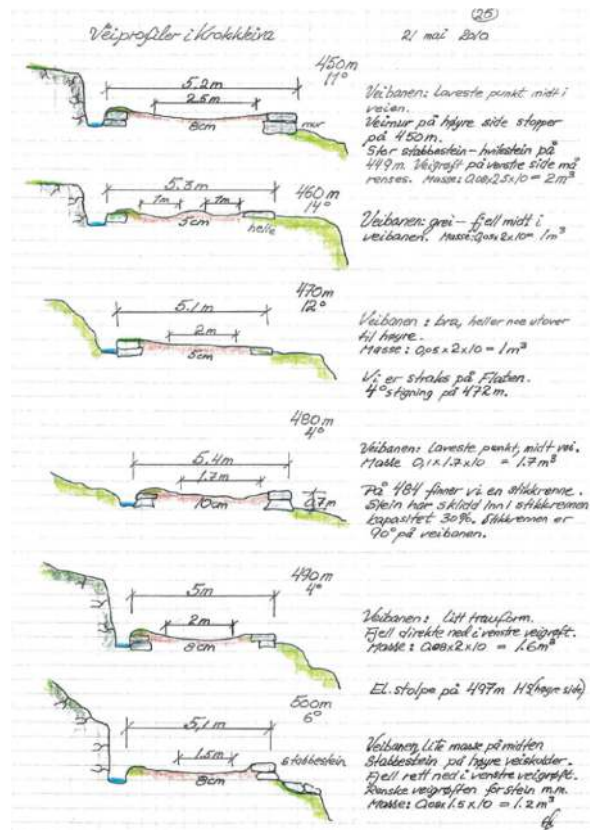 (25)
Veiprofiler i Krokkleiva
21 mai 2010
450m
11°
5.2m
2.5m
8cm
mur
Veibanen: Laveste punkt midt i
veien.
Veimur på høyre side stopper
på 450m.
Stor stabbestein - hvilestein på
449m. Veigrøft på venstre side må
renses. Masse: 0,08x2.5x10 = 2m³
460m
14°
5.3m
1m
1m
5cm
helle
Veibanen: grei - fjell midt i
veibanen. Masse: 0,05x2x10 = 1m³
470m
12°
5.1m
2m
5cm
Veibanen: bra, heller noe utover
til høyre.
Masse: 0,05x2x10 = 1m³
Vi er straks på Flaten.
4° stigning på 472m.
480m
4°
5.4m
1.7m
10cm
0.7m
Veibanen: Laveste punkt, midt vei.
Masse 0,1x1.7x10 = 1.7m³
På 484 finner vi en stikkrenne.
Stein har sklidd inn i stikkrennen
kapasitet 30%. Stikkrennen er
90° på veibanen.
490m
4°
5m
2m
8cm
Veibanen: Litt trauform.
Fjell direkte ned i venstre veigrøft.
Masse: 0,08x2x10 = 1.6m³
El. stolpe på 497m HS (høyre side)
500m
6°
5,1m
1.5m
8cm
stabbestein
Veibanen, Lite masse på midten
Stabbestein på høyre veiskulder.
Fjell rett ned i venstre veigrøft.
Renske veigrøften for stein m.m.
Masse: 0,08x1.5x10 = 1.2m³